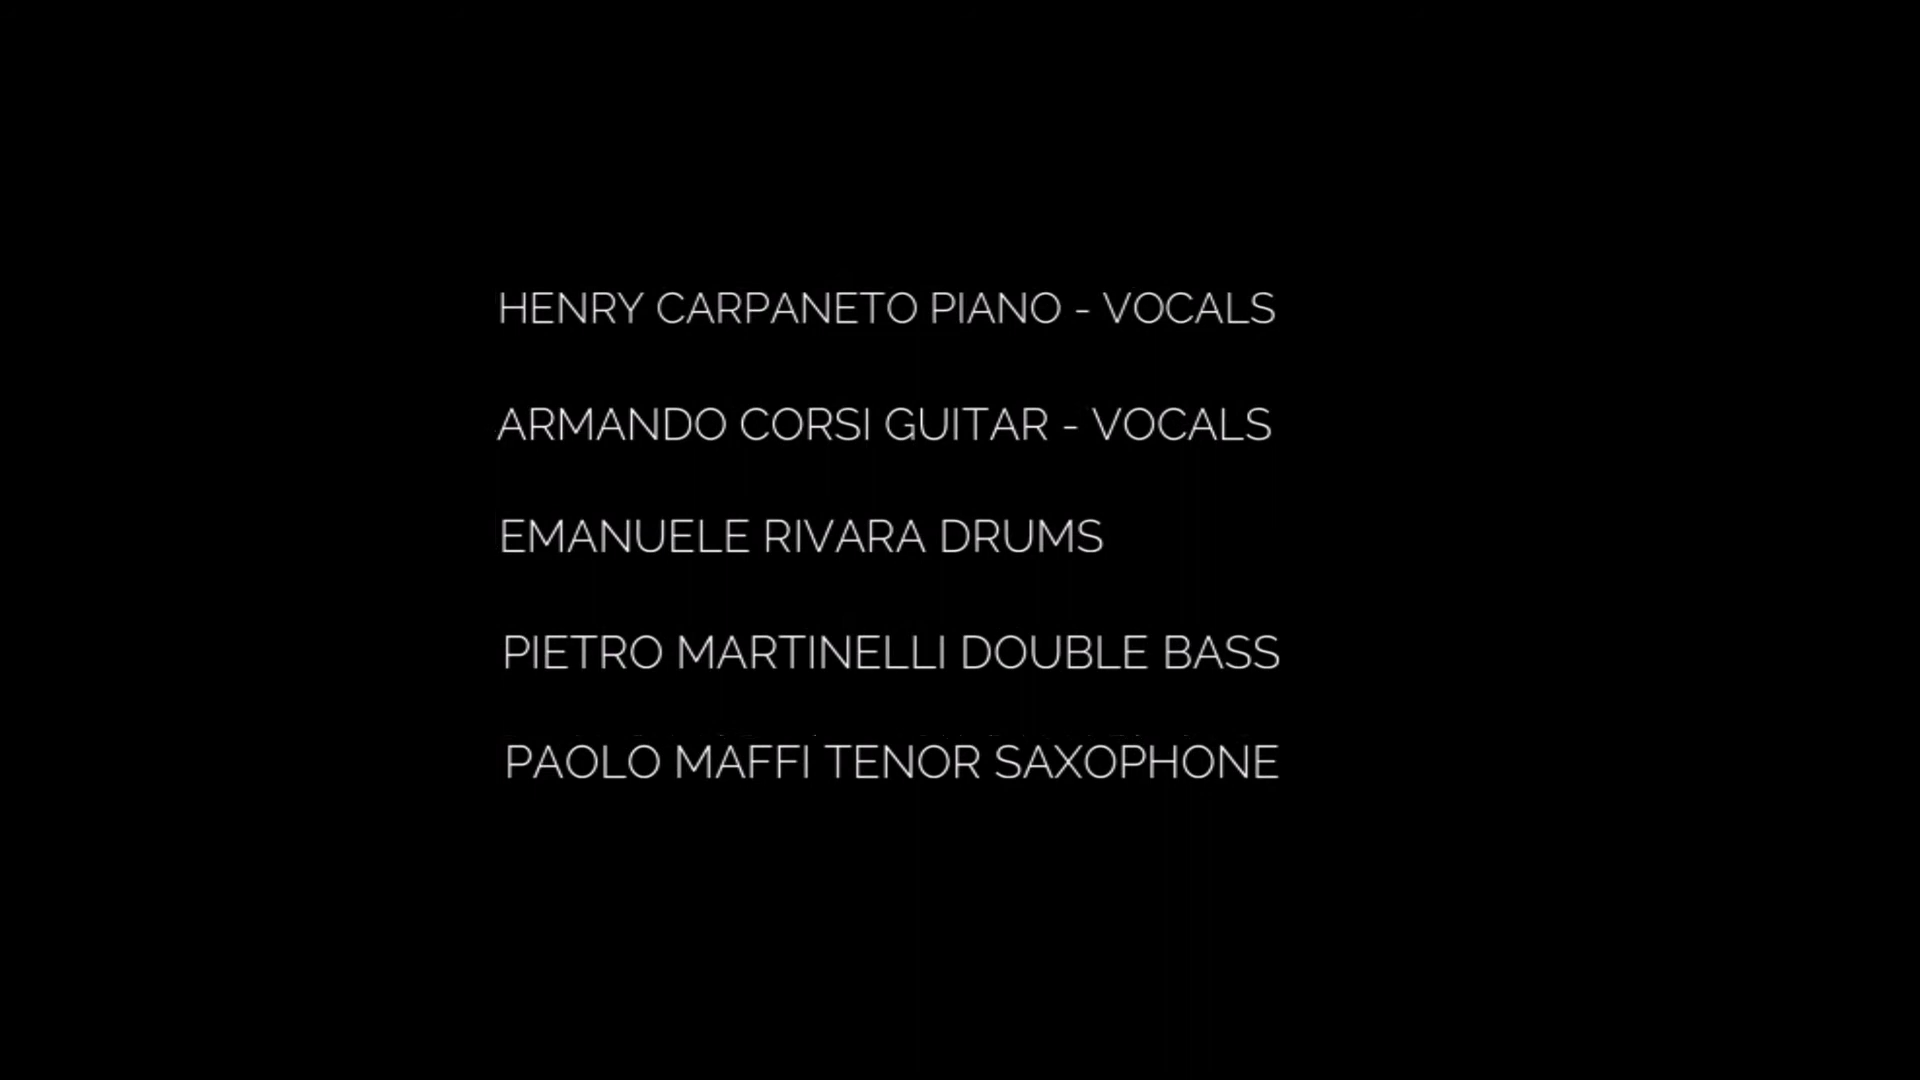 HENRY CARPANETO PIANO - VOCALS
ARMANDO CORSI GUITAR - VOCALS
EMANUELE RIVARA DRUMS
PIETRO MARTINELLI DOUBLE BASS
PAOLO MAFFI TENOR SAXOPHONE